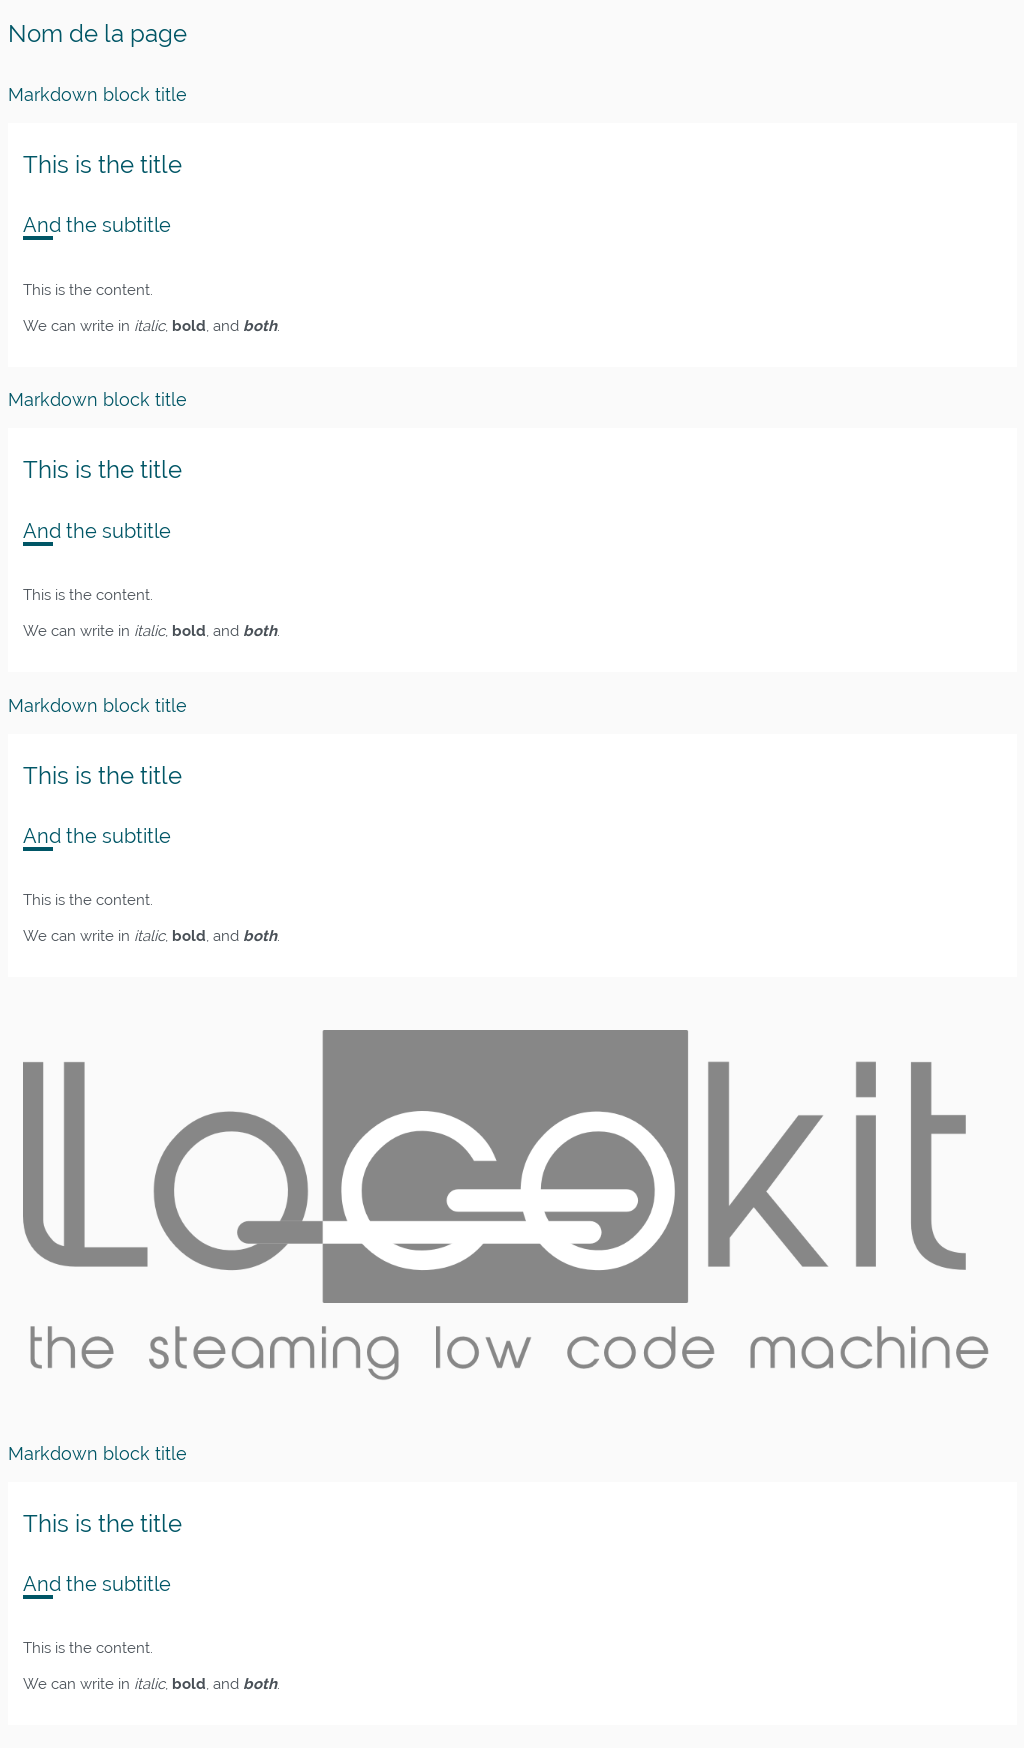 Nom de la page
Markdown block title
This is the title
And the subtitle
This is the content.
We can write in italic, bold, and both.
Markdown block title
This is the title
And the subtitle
This is the content.
We can write in italic, bold, and both.
Markdown block title
This is the title
And the subtitle
This is the content.
We can write in italic, bold, and both.
Locokit
the steaming low code machine
Markdown block title
This is the title
And the subtitle
This is the content.
We can write in italic, bold, and both.